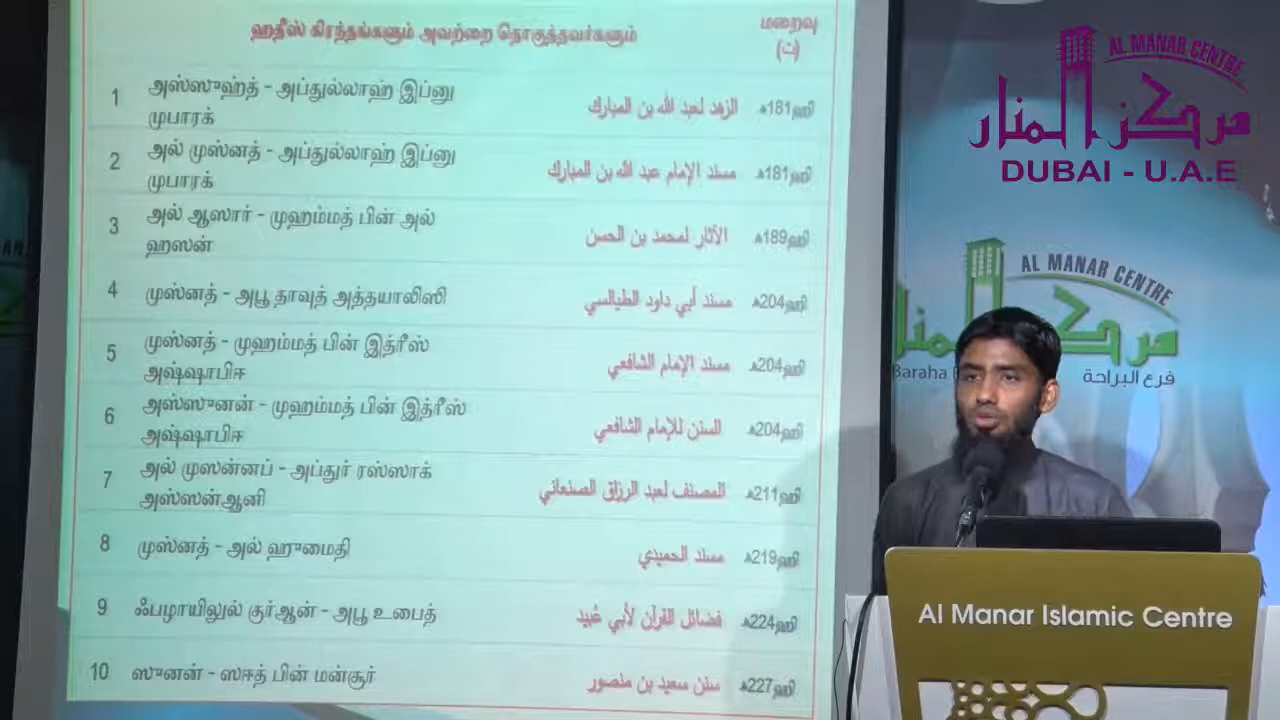 ஹதீஸ் கிரந்தங்களும் அவற்றை தொகுத்தவர்களும்
மறைவு
(ت)
1 அஸ்ஸுஹ்த் - அப்துல்லாஹ் இப்னு முபாரக் الزهد لعبد الله بن المبارك 181ஹிـ
2 அல் முஸ்னத் - அப்துல்லாஹ் இப்னு முபாரக் مسند الإمام عبد الله بن المبارك 181ஹிـ
3 அல் ஆஸார் - முஹம்மத் பின் அல் ஹஸன் الآثار لمحمد بن الحسن 189ஹிـ
4 முஸ்னத் - அபூ தாவுத் அத்தயாலிஸி مسند أبي داود الطيالسي 204ஹிـ
5 முஸ்னத் - முஹம்மத் பின் இத்ரீஸ் அஷ்ஷாபிஈ مسند الإمام الشافعي 204ஹிـ
6 அஸ்ஸுனன் - முஹம்மத் பின் இத்ரீஸ் அஷ்ஷாபிஈ السنن للإمام الشافعي 204ஹிـ
7 அல் முஸன்னப் - அப்துர் ரஸ்ஸாக் அஸ்ஸன்ஆனி المصنف لعبد الرزاق الصنعاني 211ஹிـ
8 முஸ்னத் - அல் ஹுமைதி مسند الحميدي 219ஹிـ
9 ஃபழாயிலுல் குர்ஆன் - அபூ உபைத் فضائل القرآن لأبي عُبيد 224ஹிـ
10 ஸுனன் - ஸஈத் பின் மன்சூர் سنن سعيد بن منصور 227ஹிـ
AL MANAR CENTRE
مركز المنار
DUBAI - U.A.E
AL MANAR CENTRE
مركز المنار
Baraha
فرع البراحة
Al Manar Islamic Centre